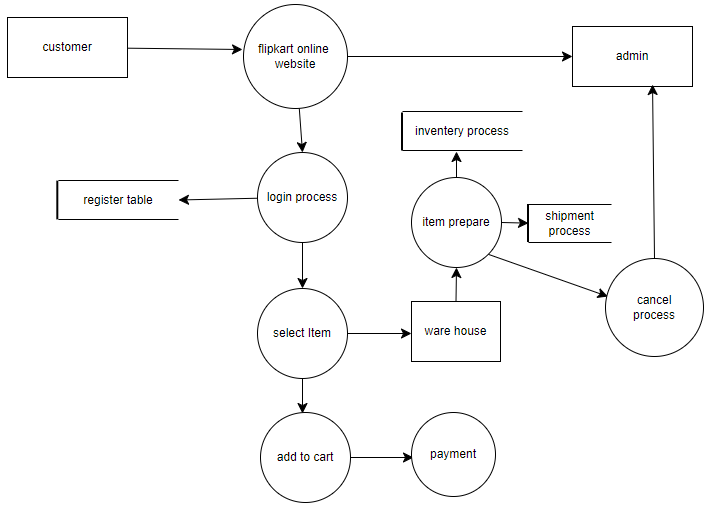 customer
flipkart online
website
admin
inventery process
login process
register table
item prepare
shipment
process
cancel
process
select Item
ware house
add to cart
payment